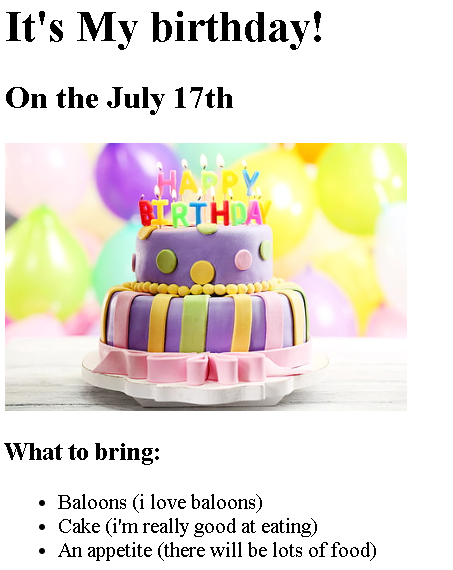 It's My birthday!
On the July 17th
HAPPY
BIRTHDAY
What to bring:
Baloons (i love baloons)
Cake (i'm really good at eating)
An appetite (there will be lots of food)